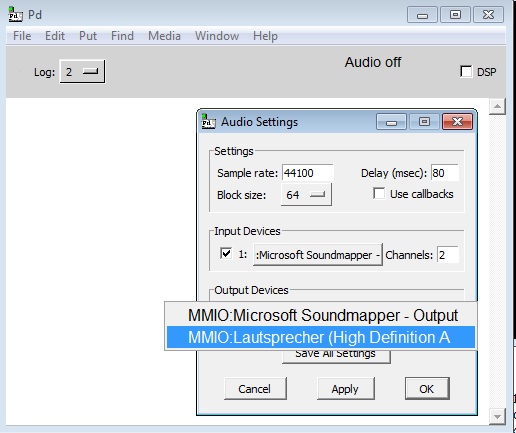 Pd
File Edit Put Find Media Window Help
Audio off
Log: 2
DSP
Audio Settings
Settings
Sample rate: 44100 Delay (msec): 80
Block size: 64 Use callbacks
Input Devices
1: :Microsoft Soundmapper - Channels: 2
Output Devices
MMIO:Microsoft Soundmapper - Output
MMIO:Lautsprecher (High Definition A
Save All Settings
Cancel Apply OK